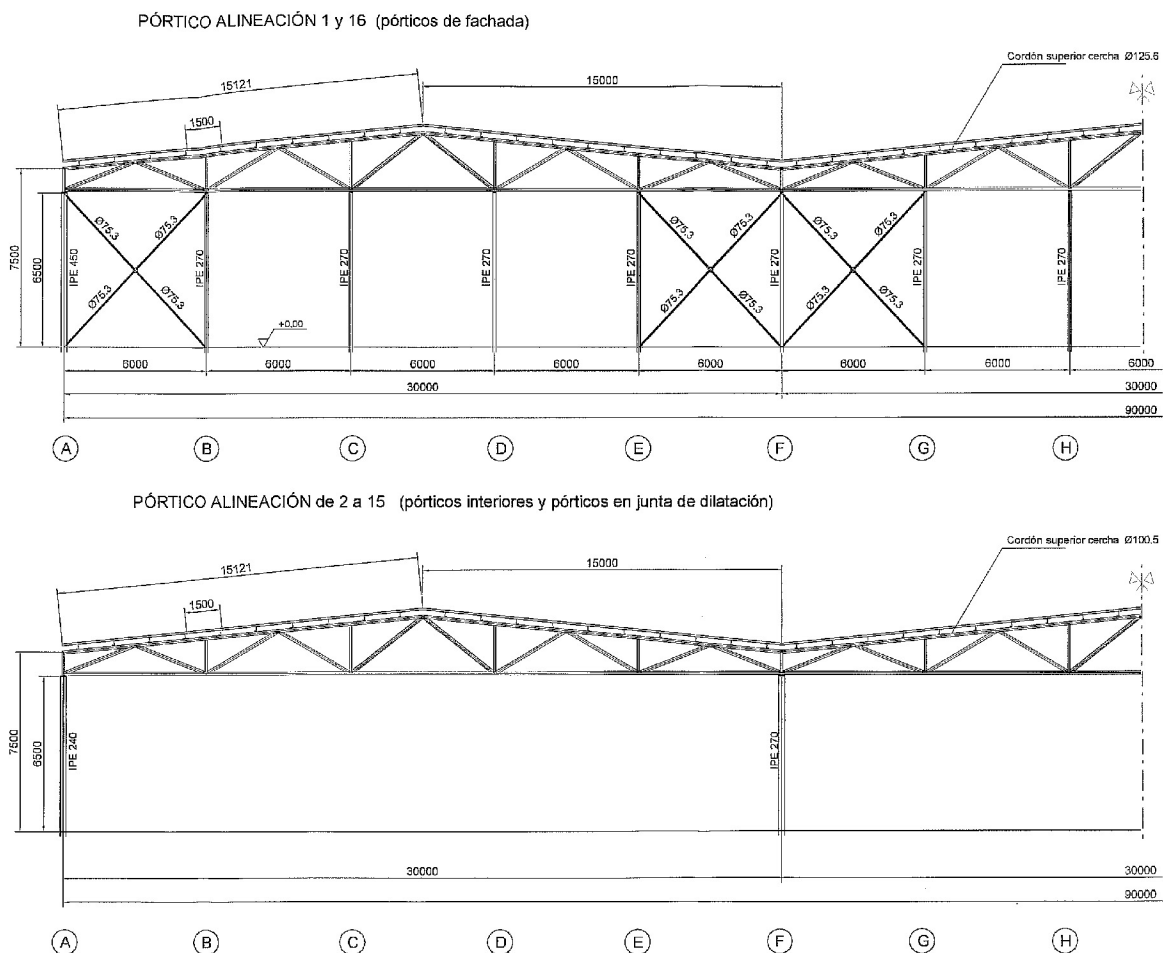 PÓRTICO ALINEACIÓN 1 y 16 (pórticos de fachada)
Cordón superior cercha Ø125.6
15121
15000
1500
7500
6500
IPE 450
Ø75.3
Ø75.3
Ø75.3
Ø75.3
IPE 270
IPE 270
IPE 270
IPE 270
Ø75.3
Ø75.3
Ø75.3
Ø75.3
IPE 270
Ø75.3
Ø75.3
Ø75.3
Ø75.3
IPE 270
IPE 270
+0,00
6000
6000
6000
6000
6000
6000
6000
6000
30000
30000
90000
A
B
C
D
E
F
G
H
PÓRTICO ALINEACIÓN de 2 a 15 (pórticos interiores y pórticos en junta de dilatación)
Cordón superior cercha Ø100.5
15121
15000
1500
7500
6500
IPE 240
IPE 270
30000
30000
90000
A
B
C
D
E
F
G
H